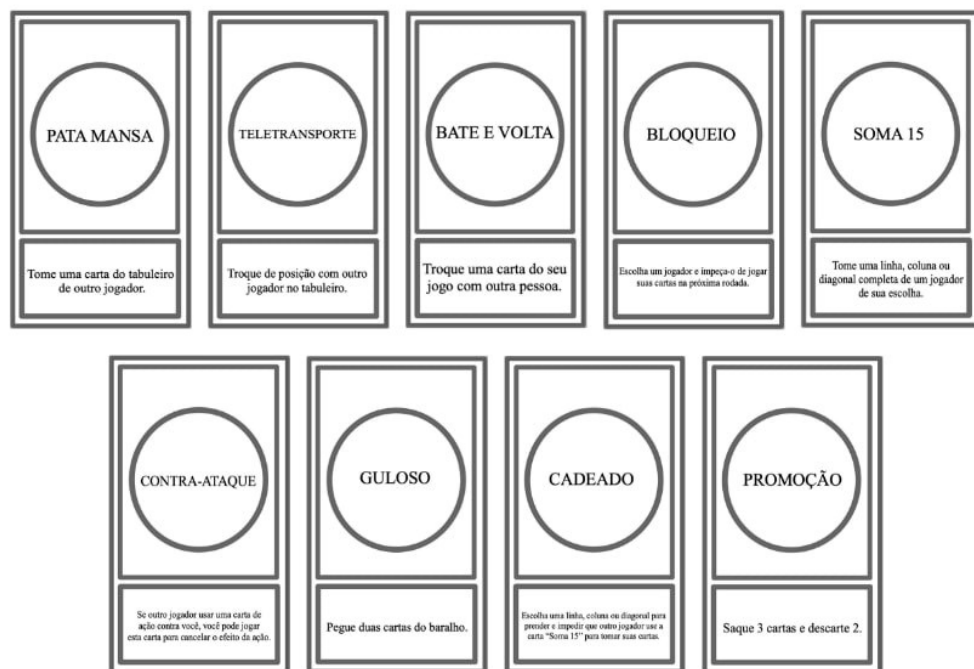 PATA MANSA
Tome uma carta do tabuleiro
de outro jogador.
TELETRANSPORTE
Troque de posição com outro
jogador no tabuleiro.
BATE E VOLTA
Troque uma carta do seu
jogo com outra pessoa.
BLOQUEIO
Escolha um jogador e impeça-o de jogar
suas cartas na próxima rodada.
SOMA 15
Tome uma linha, coluna ou
diagonal completa de um jogador
de sua escolha.
CONTRA-ATAQUE
Se outro jogador usar uma carta de
ação contra você, você pode jogar
esta carta para cancelar o efeito da ação.
GULOSO
Pegue duas cartas do baralho.
CADEADO
Escolha uma linha, coluna ou diagonal para
prender e impedir que outro jogador use a
carta “Soma 15” para tomar suas cartas.
PROMOÇÃO
Saque 3 cartas e descarte 2.